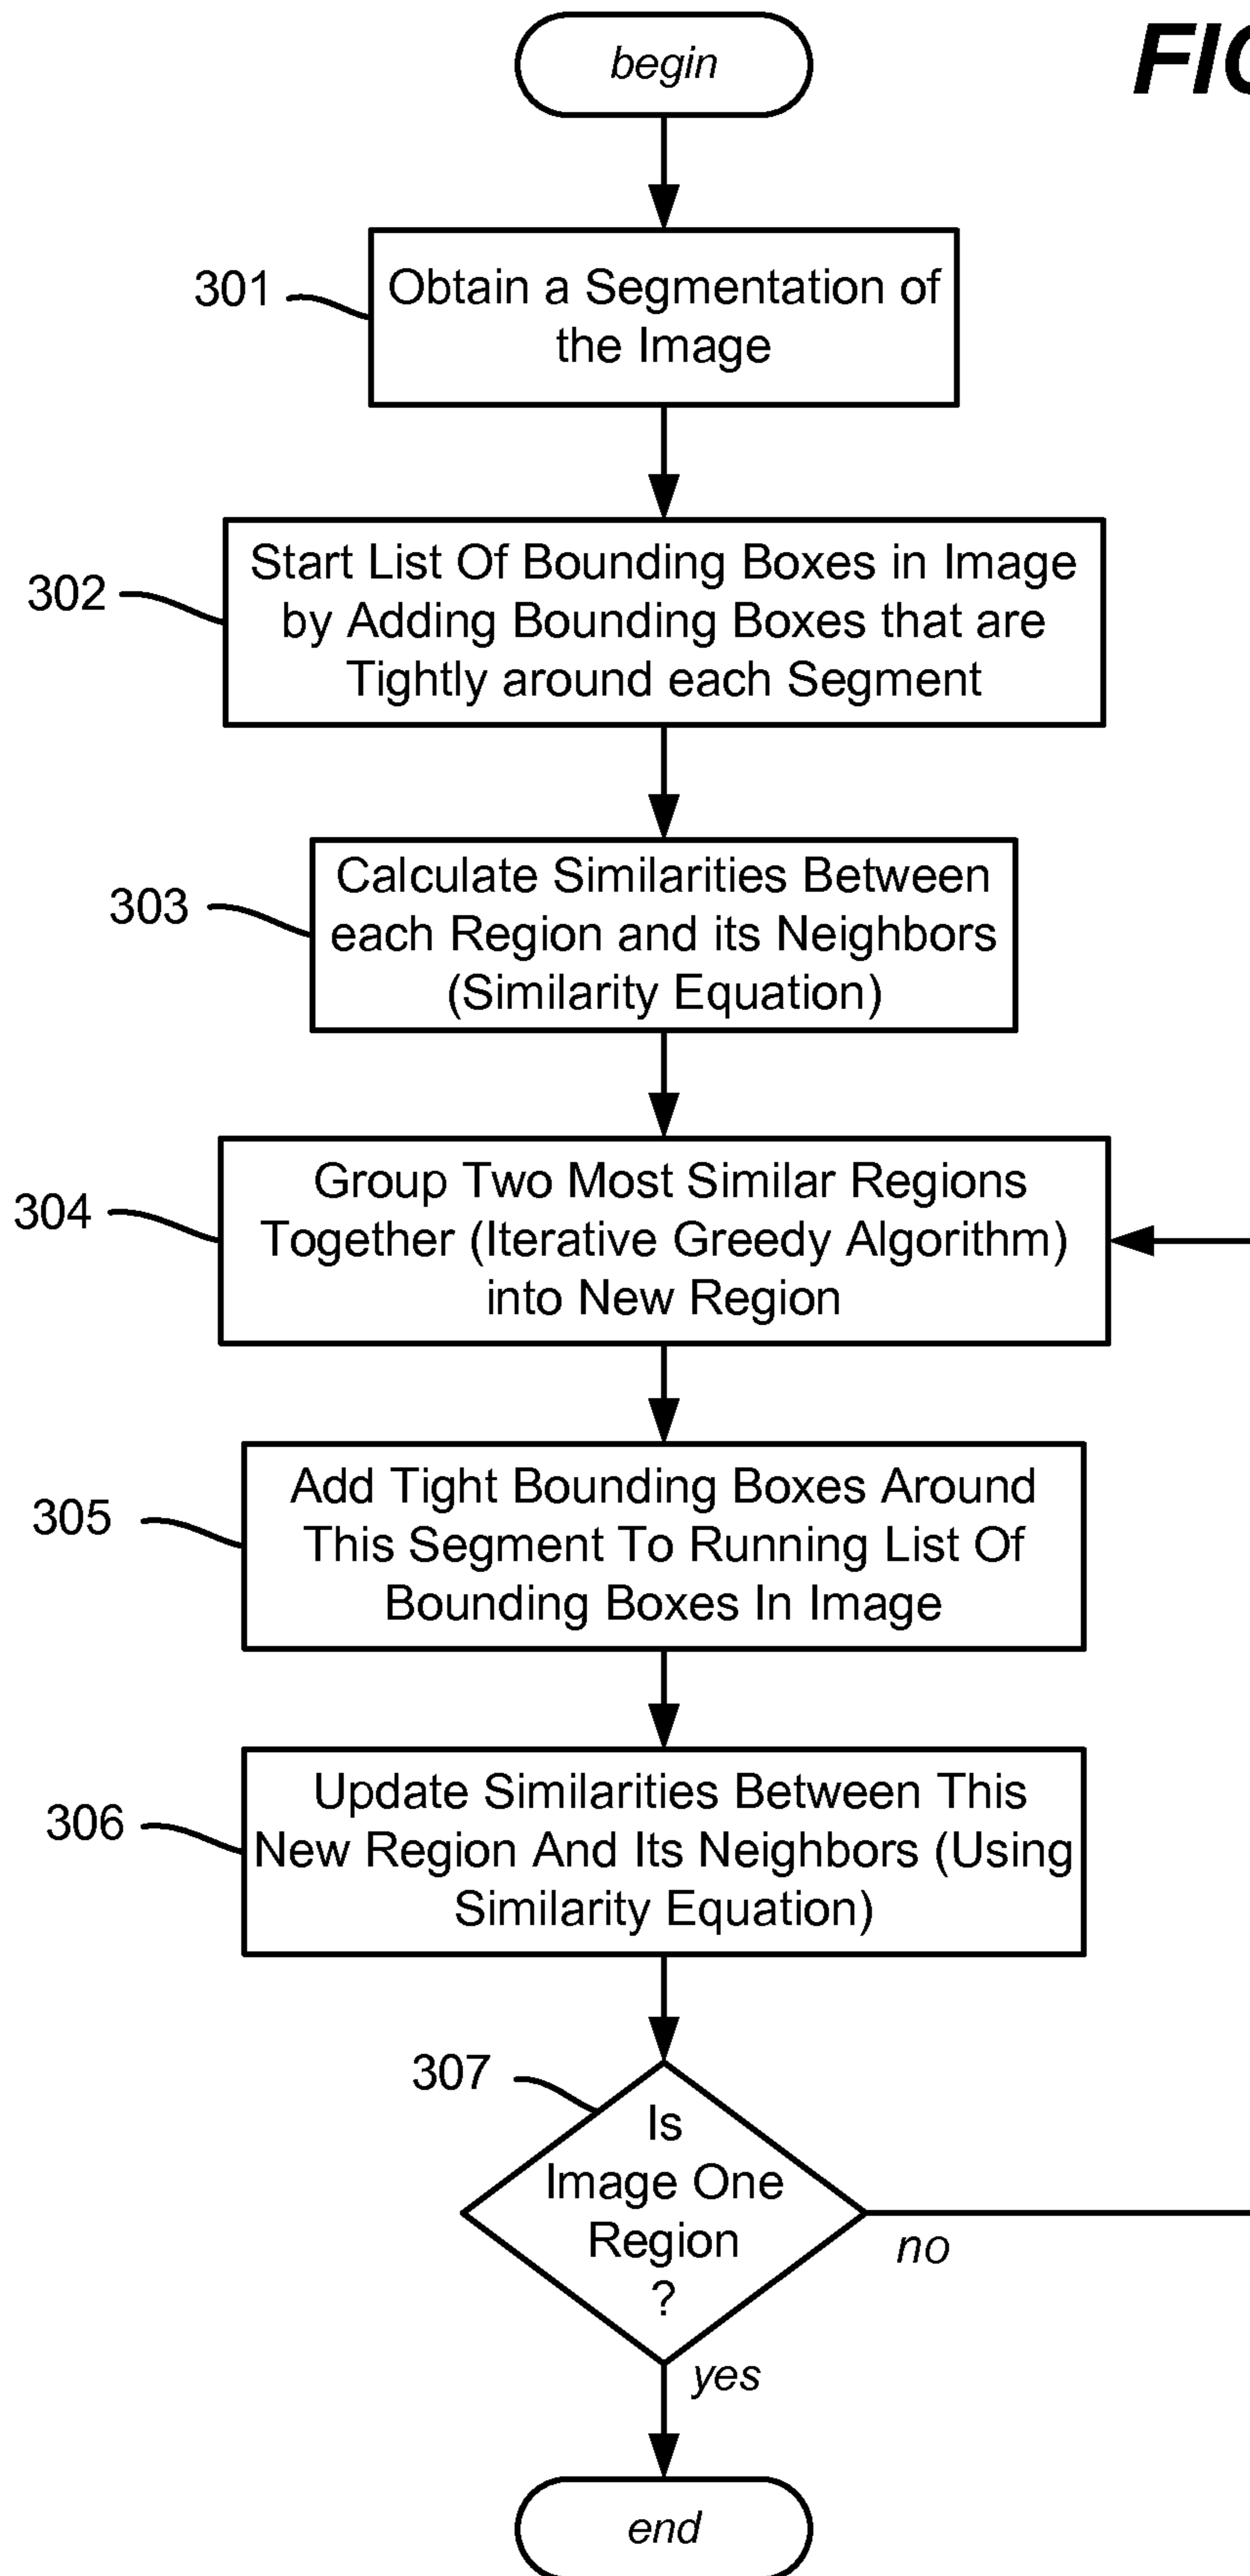 begin
FIG
301
Obtain a Segmentation of
the Image
302
Start List Of Bounding Boxes in Image
by Adding Bounding Boxes that are
Tightly around each Segment
303
Calculate Similarities Between
each Region and its Neighbors
(Similarity Equation)
304
Group Two Most Similar Regions
Together (Iterative Greedy Algorithm)
into New Region
305
Add Tight Bounding Boxes Around
This Segment To Running List Of
Bounding Boxes In Image
306
Update Similarities Between This
New Region And Its Neighbors (Using
Similarity Equation)
307
Is
Image One
Region
?
no
yes
end